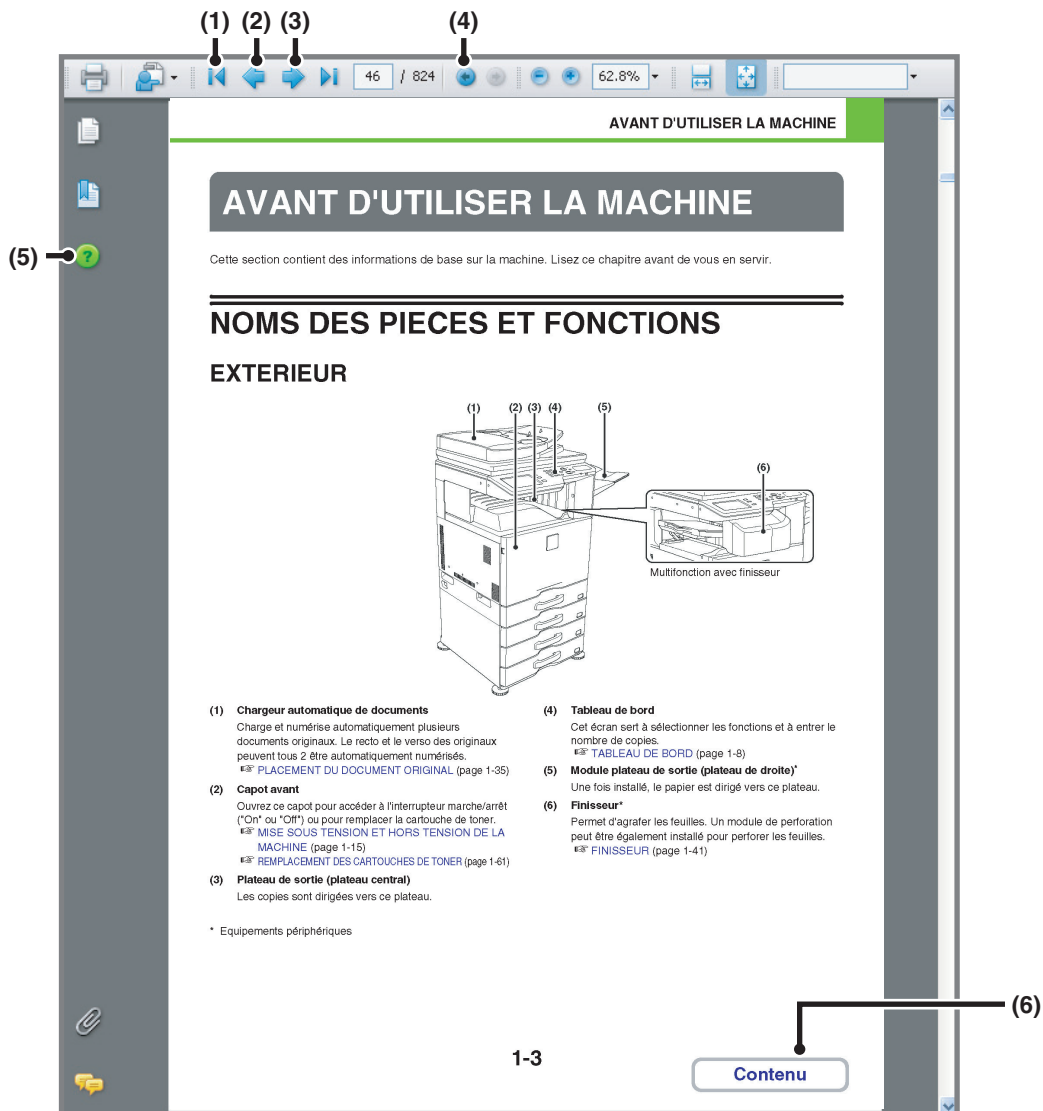 (1) (2) (3) (4)
46 / 824 62.8%
(5)
AVANT D'UTILISER LA MACHINE
AVANT D'UTILISER LA MACHINE
Cette section contient des informations de base sur la machine. Lisez ce chapitre avant de vous en servir.
NOMS DES PIECES ET FONCTIONS
EXTERIEUR
(1) (2) (3) (4) (5)
(6)
Multifonction avec finisseur
(1) Chargeur automatique de documents
Charge et numérise automatiquement plusieurs
documents originaux. Le recto et le verso des originaux
peuvent tous 2 être automatiquement numérisés.
☞ PLACEMENT DU DOCUMENT ORIGINAL (page 1-35)
(2) Capot avant
Ouvrez ce capot pour accéder à l'interrupteur marche/arrêt
("On" ou "Off") ou pour remplacer la cartouche de toner.
☞ MISE SOUS TENSION ET HORS TENSION DE LA
MACHINE (page 1-15)
☞ REMPLACEMENT DES CARTOUCHES DE TONER (page 1-61)
(3) Plateau de sortie (plateau central)
Les copies sont dirigées vers ce plateau.
(4) Tableau de bord
Cet écran sert à sélectionner les fonctions et à entrer le
nombre de copies.
☞ TABLEAU DE BORD (page 1-8)
(5) Module plateau de sortie (plateau de droite)*
Une fois installé, le papier est dirigé vers ce plateau.
(6) Finisseur*
Permet d'agrafer les feuilles. Un module de perforation
peut être également installé pour perforer les feuilles.
☞ FINISSEUR (page 1-41)
* Equipements périphériques
(6)
1-3
Contenu